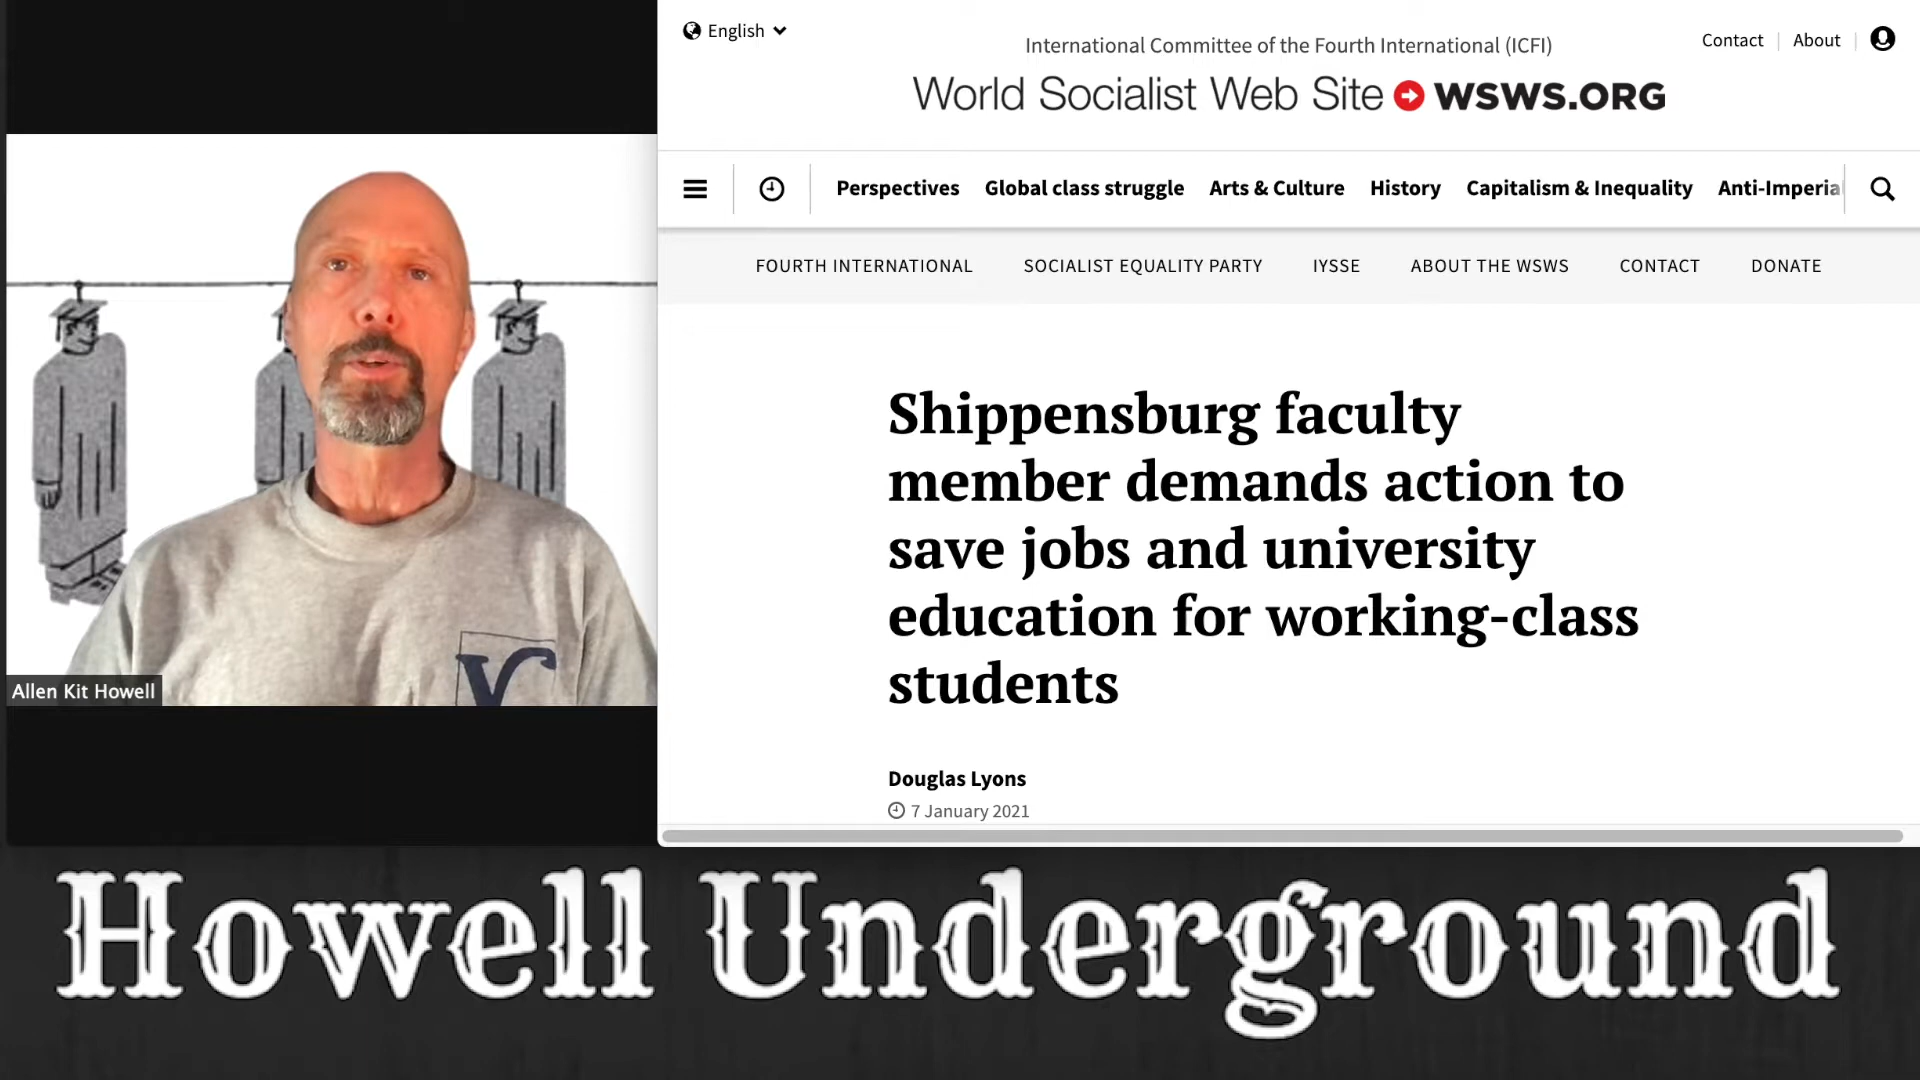 English
International Committee of the Fourth International (ICFI)
Contact
About
World Socialist Web Site WSWS.ORG
Perspectives
Global class struggle
Arts & Culture
History
Capitalism & Inequality
Anti-Imperia
FOURTH INTERNATIONAL
SOCIALIST EQUALITY PARTY
IYSSE
ABOUT THE WSWS
CONTACT
DONATE
Shippensburg faculty
member demands action to
save jobs and university
education for working-class
students
Douglas Lyons
7 January 2021
Allen Kit Howell
Howell Underground